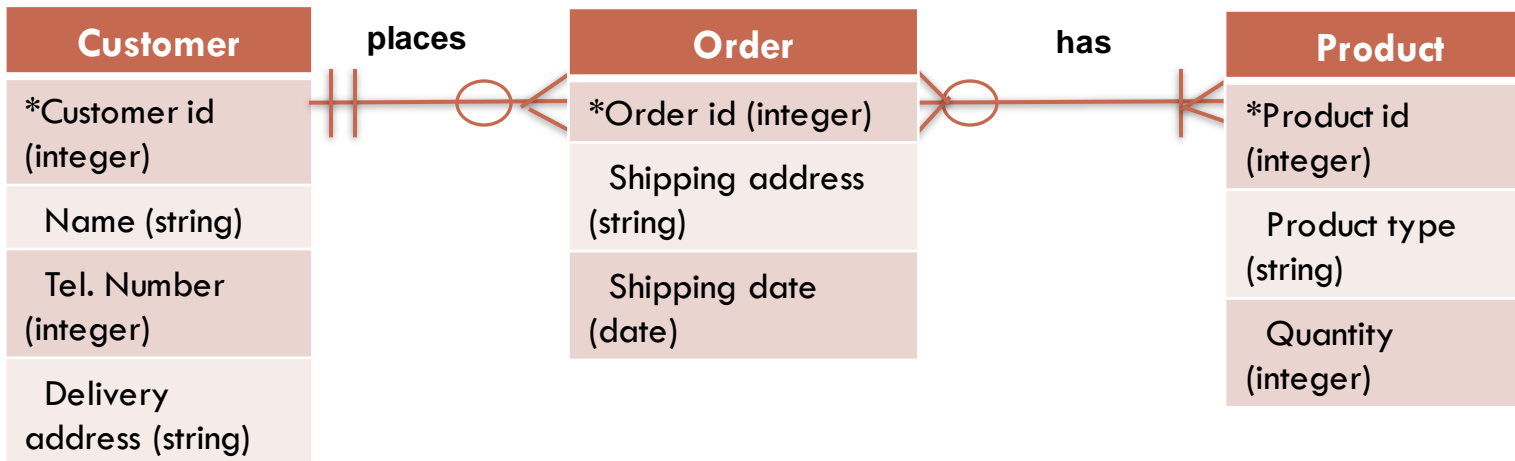 Customer
places
Order
has
Product
*Customer id
(integer)
Name (string)
Tel. Number
(integer)
Delivery
address (string)
*Order id (integer)
Shipping address
(string)
Shipping date
(date)
*Product id
(integer)
Product type
(string)
Quantity
(integer)